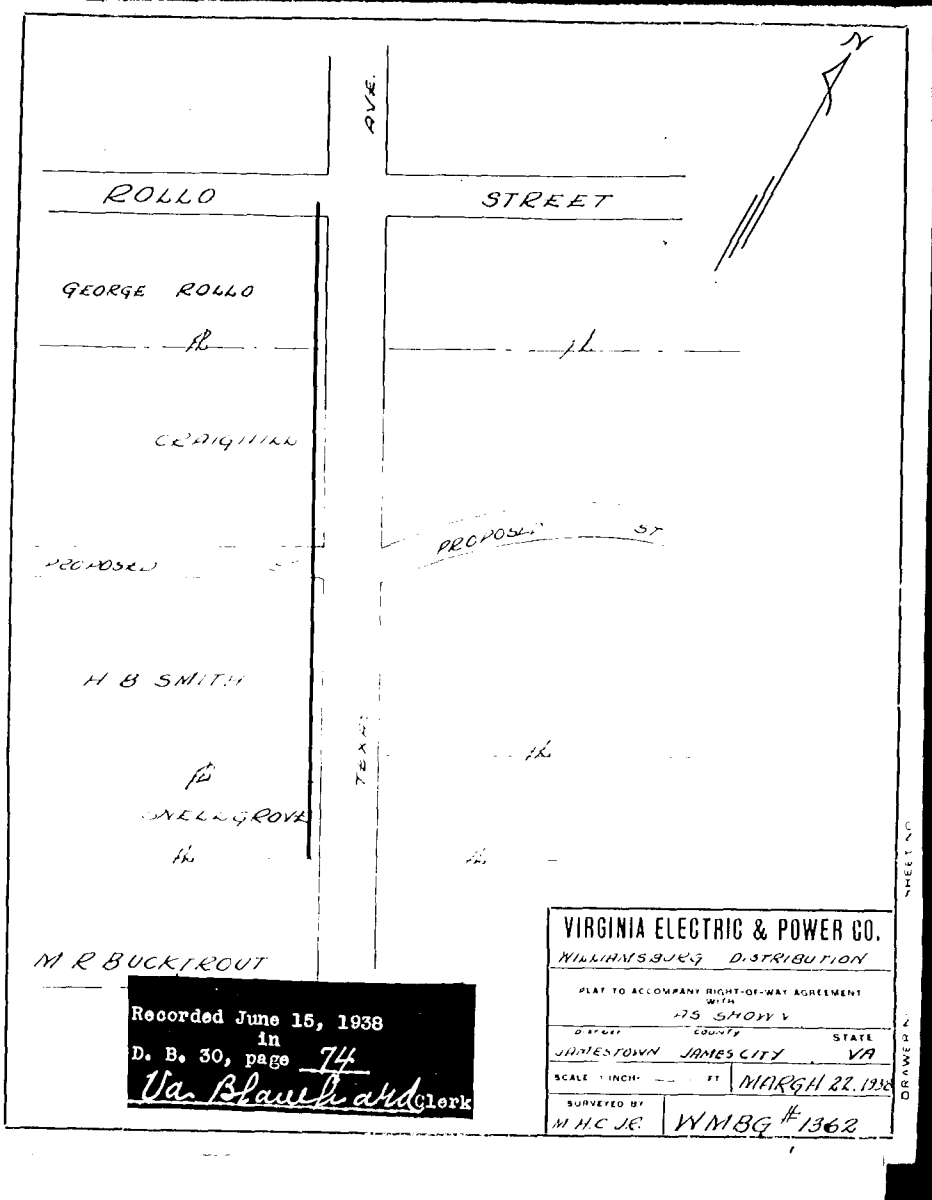 N
AVE.
ROLLO STREET
GEORGE ROLLO
PL PL
CRAIGHILL
PROPOSED ST
PROPOSED ST
H B SMITH
TEXAS
PL
PL
SNELLGROVE
PL PL
M R BUCKTROUT
SHEET NO
DRAWER N
VIRGINIA ELECTRIC & POWER CO.
WILLIAMSBURG DISTRIBUTION
PLAT TO ACCOMPANY RIGHT-OF-WAY AGREEMENT
WITH
AS SHOWN
DISTRICT COUNTY STATE
JAMESTOWN JAMES CITY VA
SCALE 1 INCH- FT MARCH 22. 1938
SURVEYED BY
M.H.C JR. WMBG #1362
Recorded June 15, 1938
in
D. B. 30, page 74
Va. Blanchard Clerk